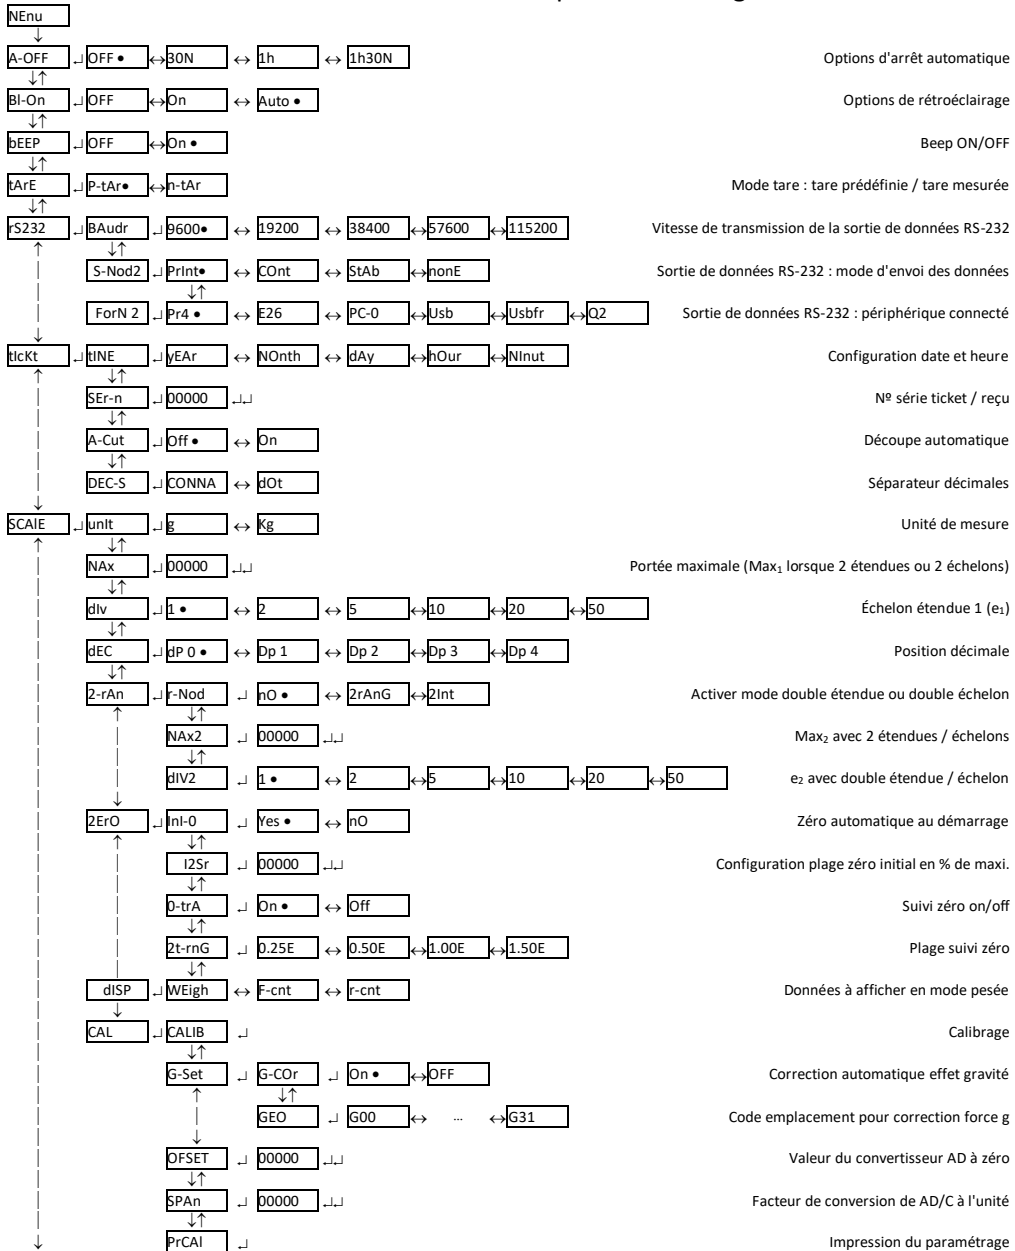 NEnu
↓
A-OFF ↵ OFF • ↔ 30N ↔ 1h ↔ 1h30N Options d'arrêt automatique
↓↑
Bl-On ↵ OFF ↔ On ↔ Auto • Options de rétroéclairage
↓↑
bEEP ↵ OFF ↔ On • Beep ON/OFF
↓↑
tArE ↵ P-tAr• ↔ n-tAr Mode tare : tare prédéfinie / tare mesurée
↓↑
rS232 ↵ BAudr ↵ 9600• ↔ 19200 ↔ 38400 ↔ 57600 ↔ 115200 Vitesse de transmission de la sortie de données RS-232
↑ ↓↑
S-Nod2 ↵ PrInt• ↔ COnt ↔ StAb ↔ nonE Sortie de données RS-232 : mode d'envoi des données
↓↑
ForN 2 ↵ Pr4 • ↔ E26 ↔ PC-0 ↔ Usb ↔ Usbfr ↔ Q2 Sortie de données RS-232 : périphérique connecté
↓
tIcKt ↵ tINE ↵ yEAr ↔ NOnth ↔ dAy ↔ hOur ↔ NInut Configuration date et heure
↑ ↓↑
SEr-n ↵ 00000 ↵↵ Nº série ticket / reçu
↓↑
A-Cut ↵ Off • ↔ On Découpe automatique
↓↑
DEC-S ↵ CONNA ↔ dOt Séparateur décimales
↓
SCAlE ↵ unIt ↵ g ↔ Kg Unité de mesure
↑ ↓↑
NAx ↵ 00000 ↵↵ Portée maximale (Max₁ lorsque 2 étendues ou 2 échelons)
↓↑
dIv ↵ 1 • ↔ 2 ↔ 5 ↔ 10 ↔ 20 ↔ 50 Échelon étendue 1 (e₁)
↓↑
dEC ↵ dP 0 • ↔ Dp 1 ↔ Dp 2 ↔ Dp 3 ↔ Dp 4 Position décimale
↓↑
2-rAn ↵ r-Nod ↵ nO • ↔ 2rAnG ↔ 2Int Activer mode double étendue ou double échelon
↑ ↓↑
NAx2 ↵ 00000 ↵↵ Max₂ avec 2 étendues / échelons
↓↑
dIV2 ↵ 1 • ↔ 2 ↔ 5 ↔ 10 ↔ 20 ↔ 50 e₂ avec double étendue / échelon
↓
2ErO ↵ InI-0 ↵ Yes • ↔ nO Zéro automatique au démarrage
↑ ↓↑
I2Sr ↵ 00000 ↵↵ Configuration plage zéro initial en % de maxi.
↓↑
0-trA ↵ On • ↔ Off Suivi zéro on/off
↓↑
2t-rnG ↵ 0.25E ↔ 0.50E ↔ 1.00E ↔ 1.50E Plage suivi zéro
↓↑
dISP ↵ WEigh ↔ F-cnt ↔ r-cnt Données à afficher en mode pesée
↓
CAL ↵ CALIB ↵ Calibrage
↓↑
G-Set ↵ G-COr ↵ On • ↔ OFF Correction automatique effet gravité
↑ ↓↑
GEO ↵ G00 ↔ ... ↔ G31 Code emplacement pour correction force g
↓
OFSET ↵ 00000 ↵↵ Valeur du convertisseur AD à zéro
↓↑
SPAn ↵ 00000 ↵↵ Facteur de conversion de AD/C à l'unité
↓↑
↓ PrCAl ↵ Impression du paramétrage